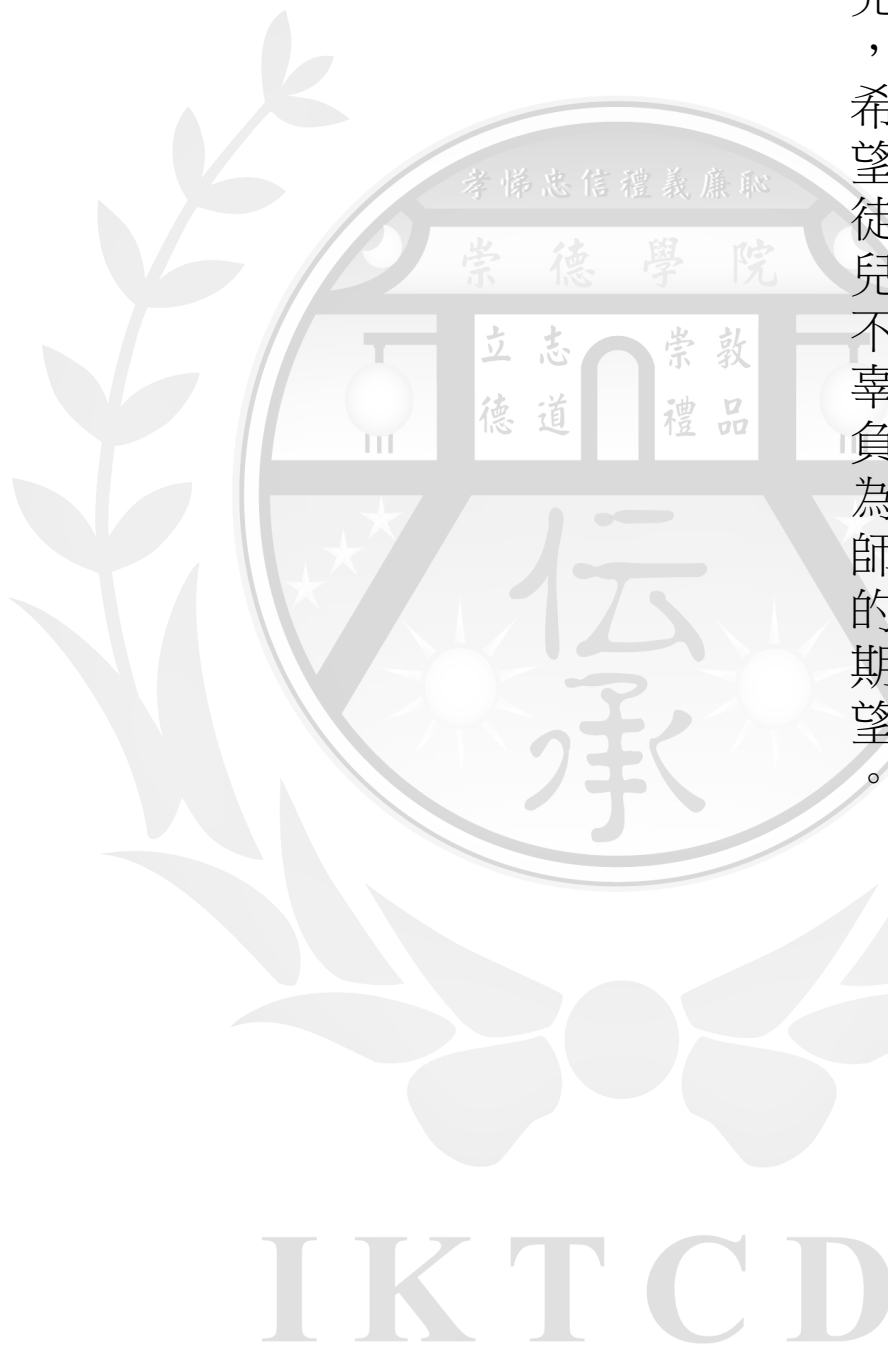 ，希望徒兒不辜負為師的期望。
孝悌忠信禮義廉恥
崇德學院
立德
志道
崇禮
敦品
伝承
IKTCD